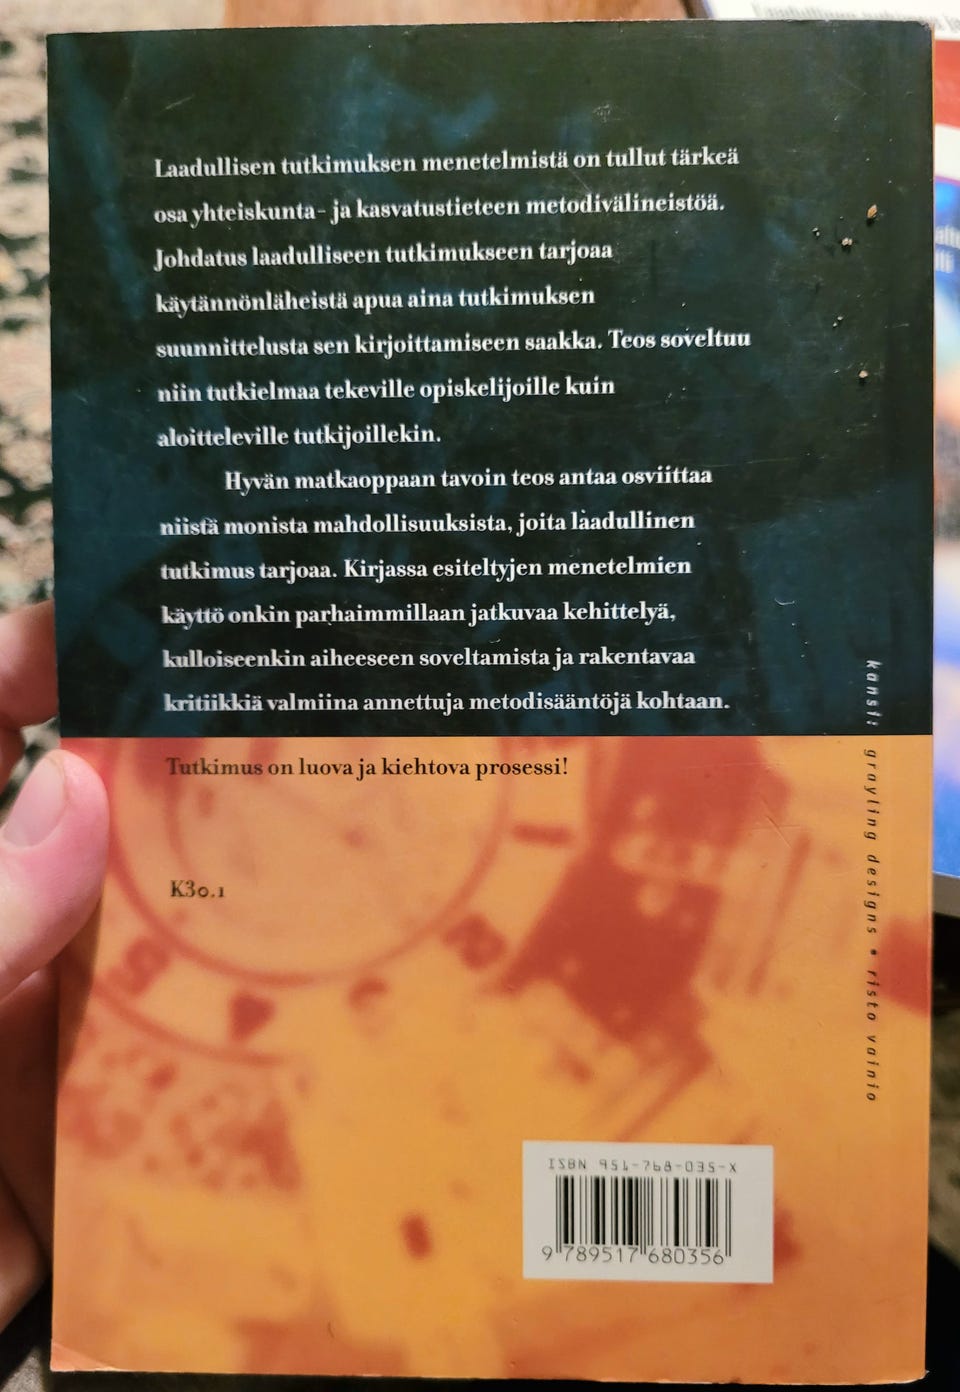 Laadullisen tutkimuksen menetelmistä on tullut tärkeä
osa yhteiskunta- ja kasvatustieteen metodivälineistöä.
Johdatus laadulliseen tutkimukseen tarjoaa
käytännönläheistä apua aina tutkimuksen
suunnittelusta sen kirjoittamiseen saakka. Teos soveltuu
niin tutkielmaa tekeville opiskelijoille kuin
aloitteleville tutkijoillekin.
Hyvän matkaoppaan tavoin teos antaa osviittaa
niistä monista mahdollisuuksista, joita laadullinen
tutkimus tarjoaa. Kirjassa esiteltyjen menetelmien
käyttö onkin parhaimmillaan jatkuvaa kehittelyä,
kulloiseenkin aiheeseen soveltamista ja rakentavaa
kritiikkiä valmiina annettuja metodisääntöjä kohtaan.
Tutkimus on luova ja kiehtova prosessi!
K30.1
kansi: grayling designs • risto vainio
ISBN 951-768-035-X
9 789517 680356